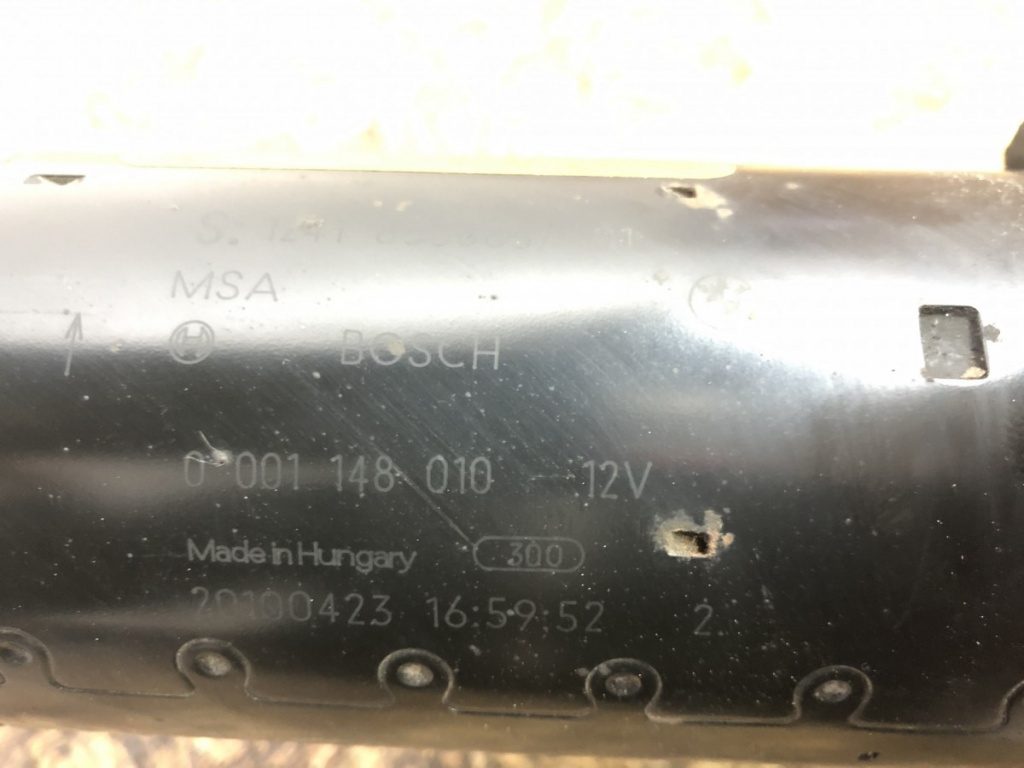 MSA
BOSCH
0 001 148 010 12V
Made in Hungary 300
20100423 16:59:52 2.